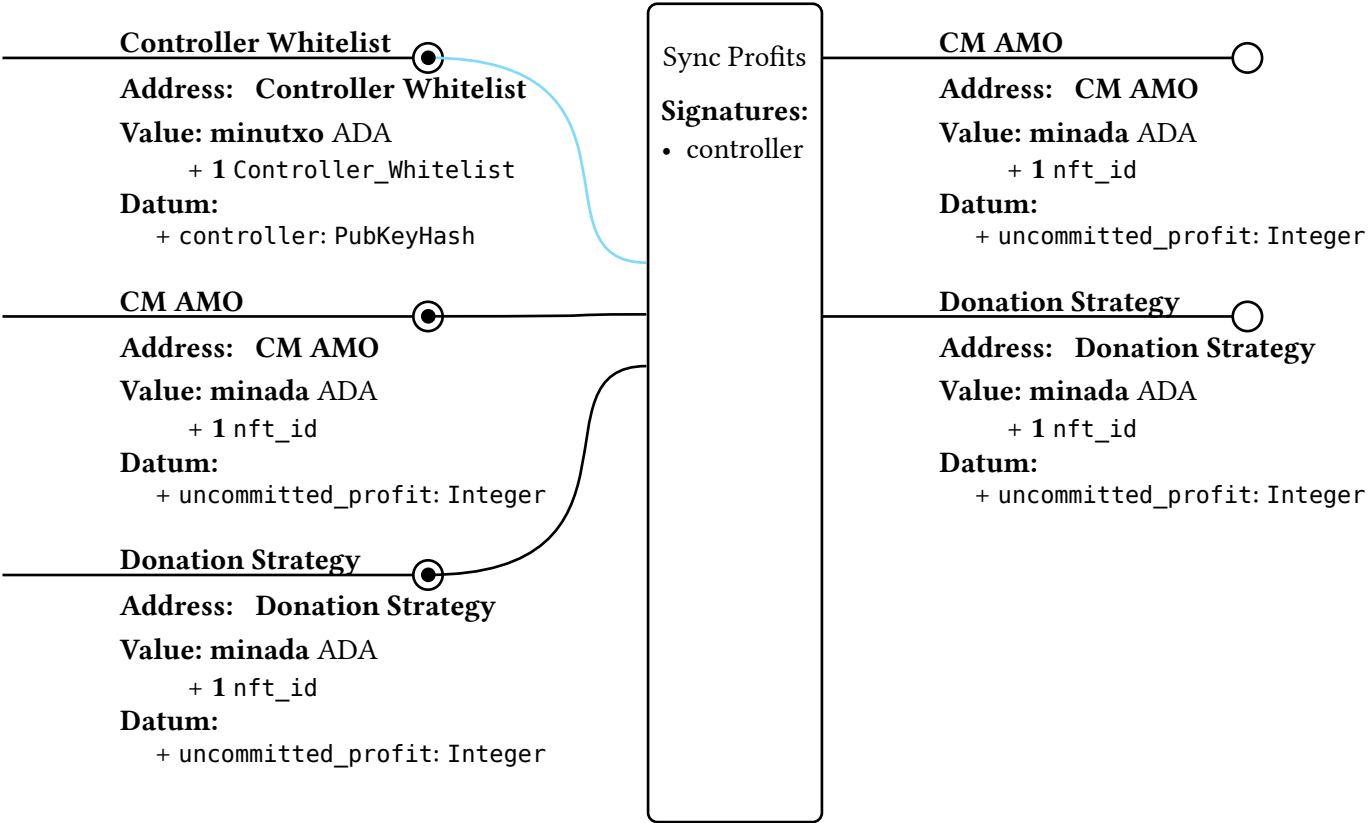 Controller Whitelist
Address: Controller Whitelist
Value: minutxo ADA
+ 1 Controller_Whitelist
Datum:
+ controller: PubKeyHash
CM AMO
Address: CM AMO
Value: minada ADA
+ 1 nft_id
Datum:
+ uncommitted_profit: Integer
Donation Strategy
Address: Donation Strategy
Value: minada ADA
+ 1 nft_id
Datum:
+ uncommitted_profit: Integer
Sync Profits
Signatures:
• controller
CM AMO
Address: CM AMO
Value: minada ADA
+ 1 nft_id
Datum:
+ uncommitted_profit: Integer
Donation Strategy
Address: Donation Strategy
Value: minada ADA
+ 1 nft_id
Datum:
+ uncommitted_profit: Integer